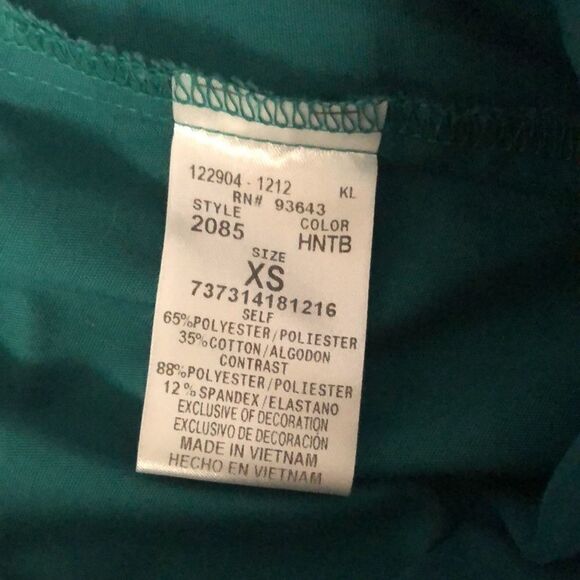 122904 - 1212 KL
RN# 93643
STYLE COLOR
2085 HNTB
SIZE
XS
737314181216
SELF
65%POLYESTER/POLIESTER
35%COTTON/ALGODON
CONTRAST
88%POLYESTER/POLIESTER
12%SPANDEX/ELASTANO
EXCLUSIVE OF DECORATION
EXCLUSIVO DE DECORACIÓN
MADE IN VIETNAM
HECHO EN VIETNAM